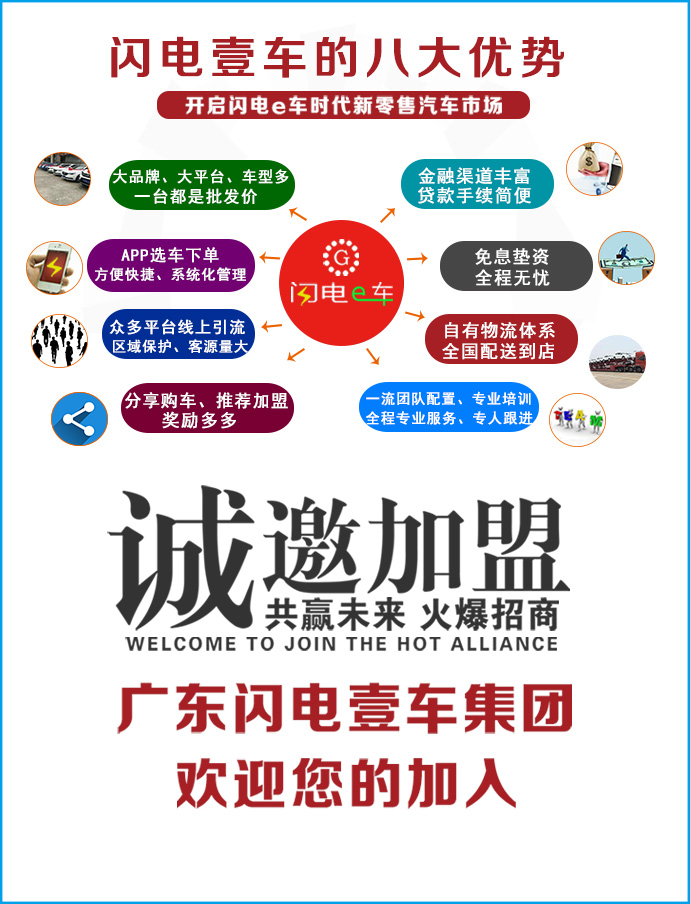 闪电壹车的八大优势
开启闪电e车时代新零售汽车市场
大品牌、大平台、车型多
一台都是批发价
金融渠道丰富
贷款手续简便
APP选车下单
方便快捷、系统化管理
免息垫资
全程无忧
G
闪电e车
众多平台线上引流
区域保护、客源量大
自有物流体系
全国配送到店
分享购车、推荐加盟
奖励多多
一流团队配置、专业培训
全程专业服务、专人跟进
诚邀加盟
共赢未来 火爆招商
WELCOME TO JOIN THE HOT ALLIANCE
广东闪电壹车集团
欢迎您的加入